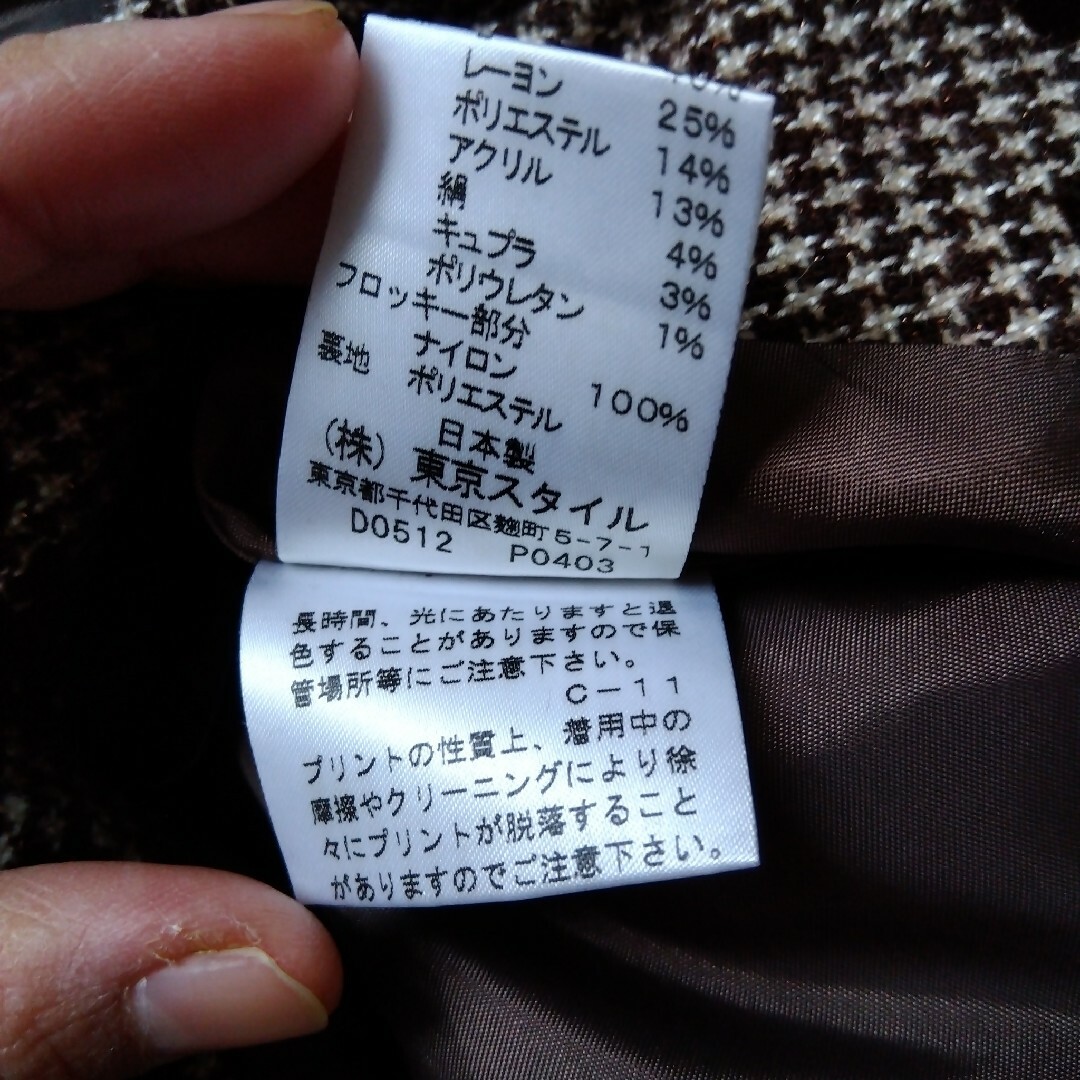 レーヨン 25%
ポリエステル 14%
アクリル 13%
絹 4%
キュプラ 3%
ポリウレタン 1%
フロッキー部分
ナイロン 100%
裏地 ポリエステル
日本製
(株) 東京スタイル
東京都千代田区麹町5-7-1
D0512 P0403
長時間、光にあたりますと退
色することがありますので保
管場所等にご注意下さい。
C-11
プリントの性質上、着用中の
摩擦やクリーニングにより徐
々にプリントが脱落すること
がありますのでご注意下さい。